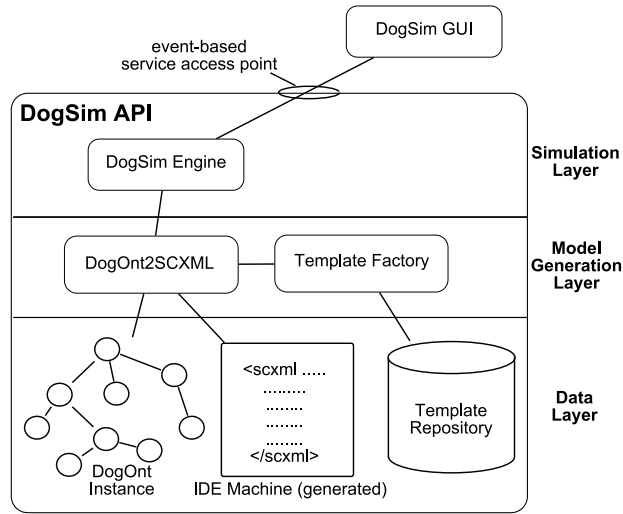 DogSim GUI
event-based
service access point
DogSim API
DogSim Engine
Simulation
Layer
DogOnt2SCXML
Template Factory
Model
Generation
Layer
<scxml .....
.........
........
........
........
</scxml>
DogOnt
Instance
IDE Machine (generated)
Template
Repository
Data
Layer